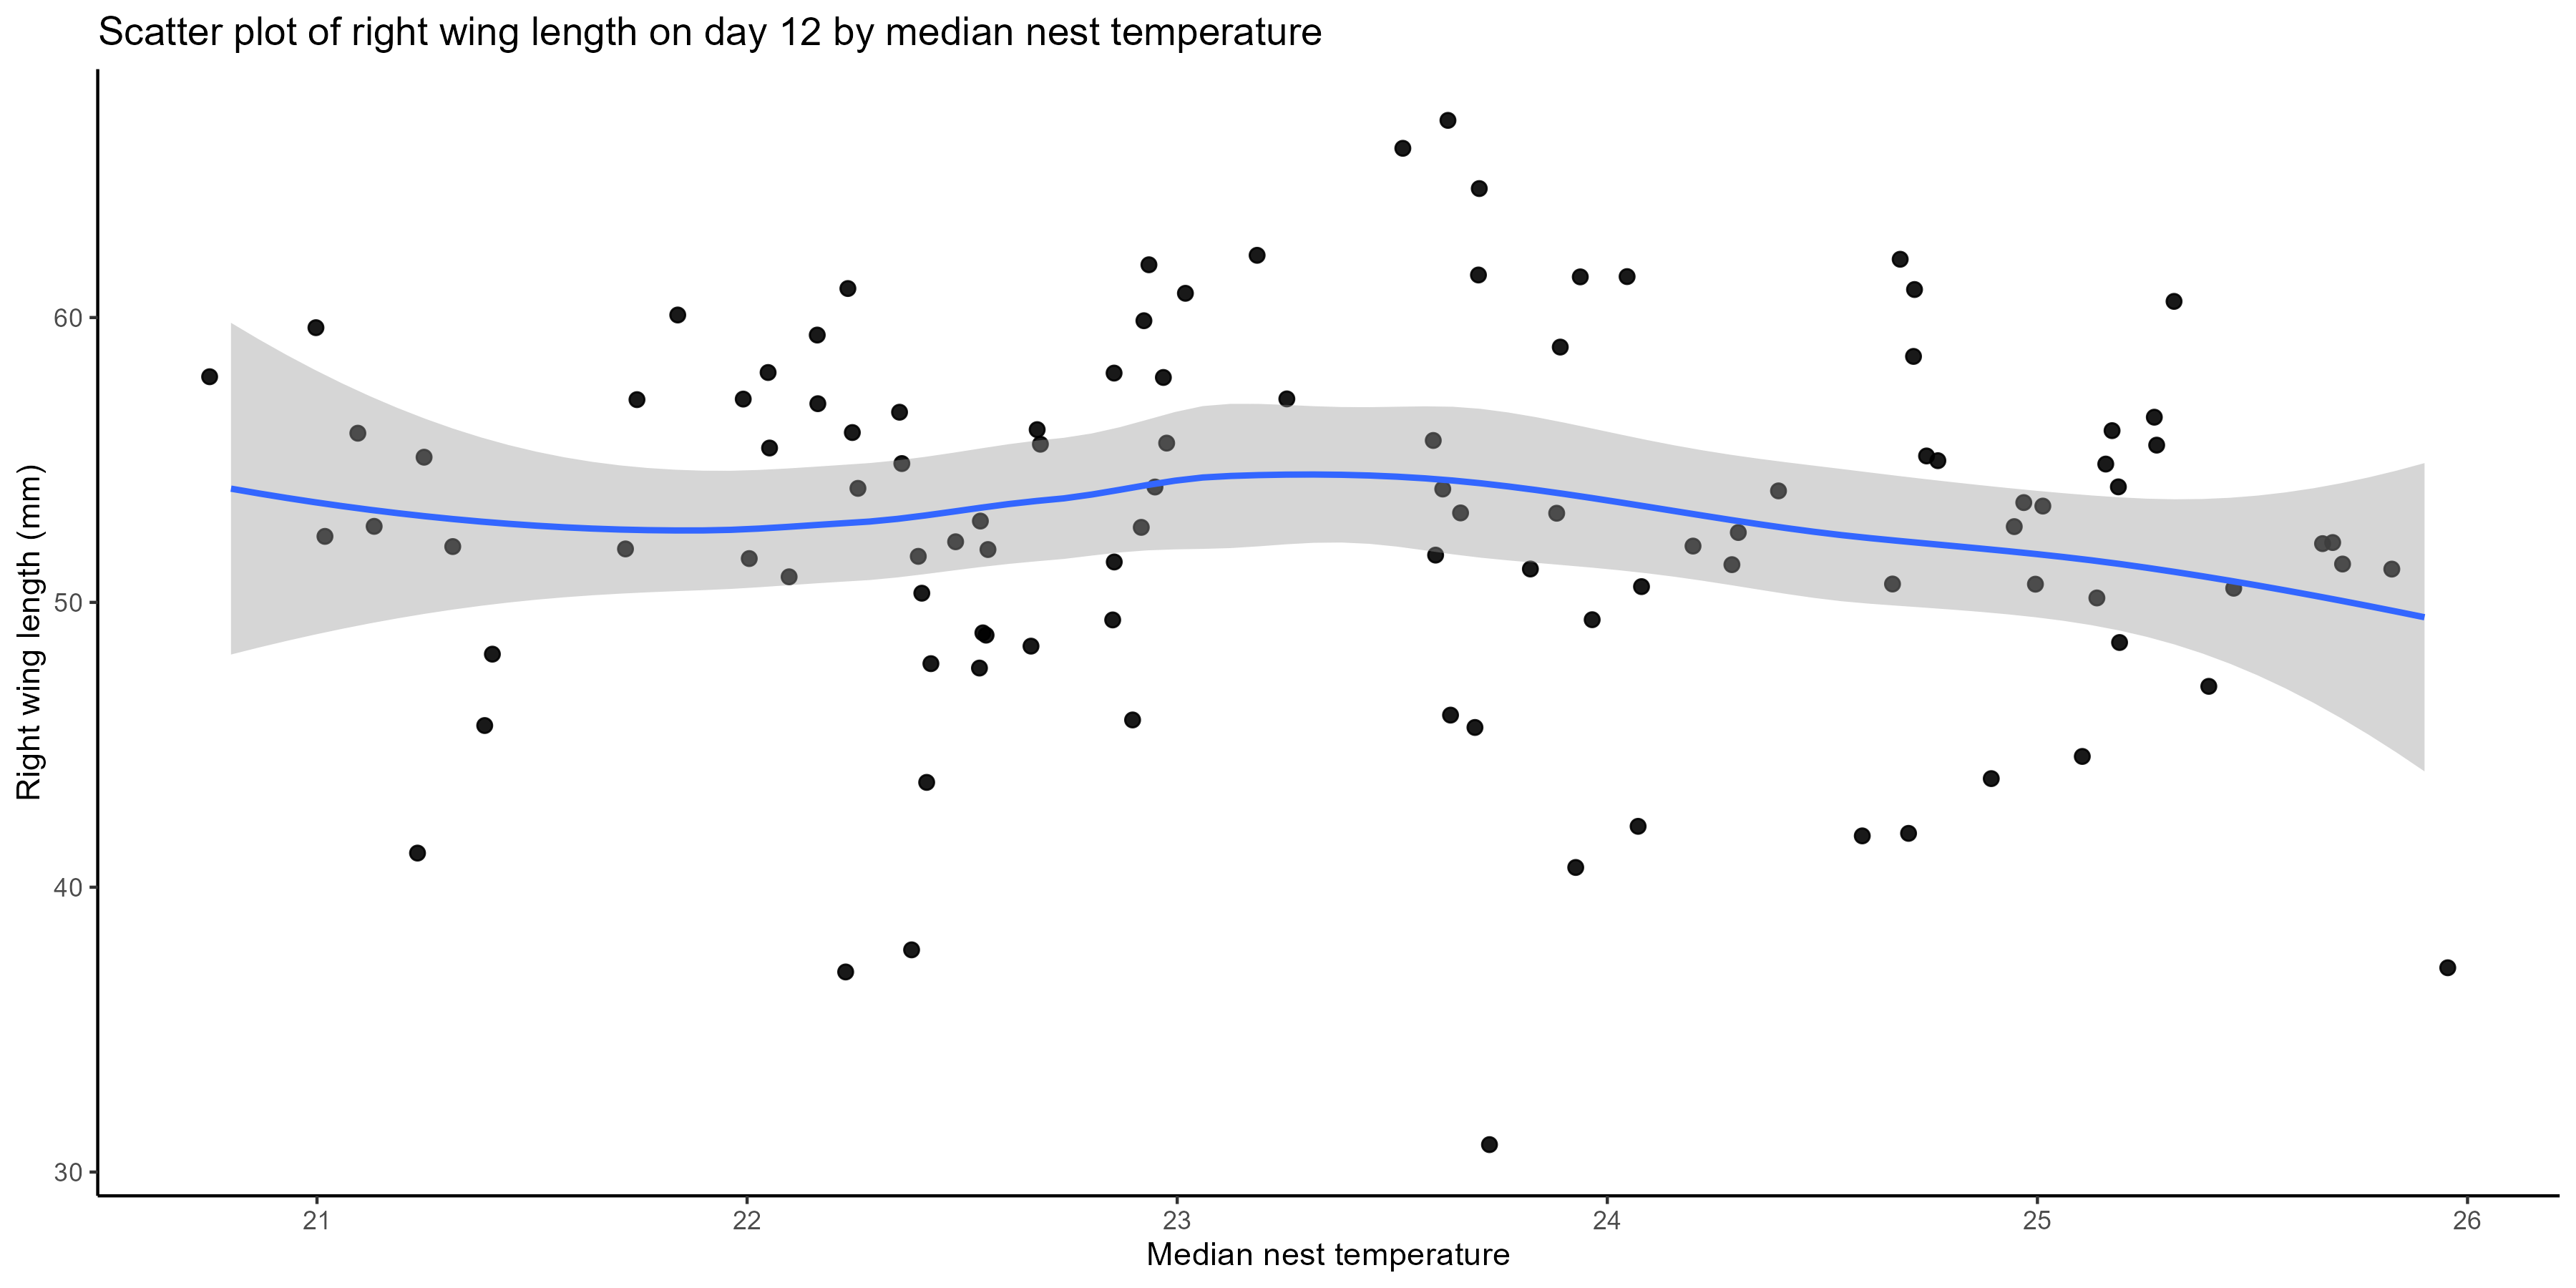 Scatter plot of right wing length on day 12 by median nest temperature
Right wing length (mm)
60
50
40
30
21 22 23 24 25 26
Median nest temperature